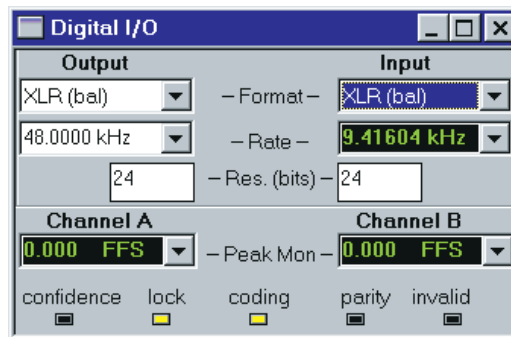 Digital I/O
Output Input
XLR (bal) – Format – XLR (bal)
48.0000 kHz – Rate – 9.41604 kHz
24 – Res. (bits) – 24
Channel A Channel B
0.000 FFS – Peak Mon – 0.000 FFS
confidence lock coding parity invalid